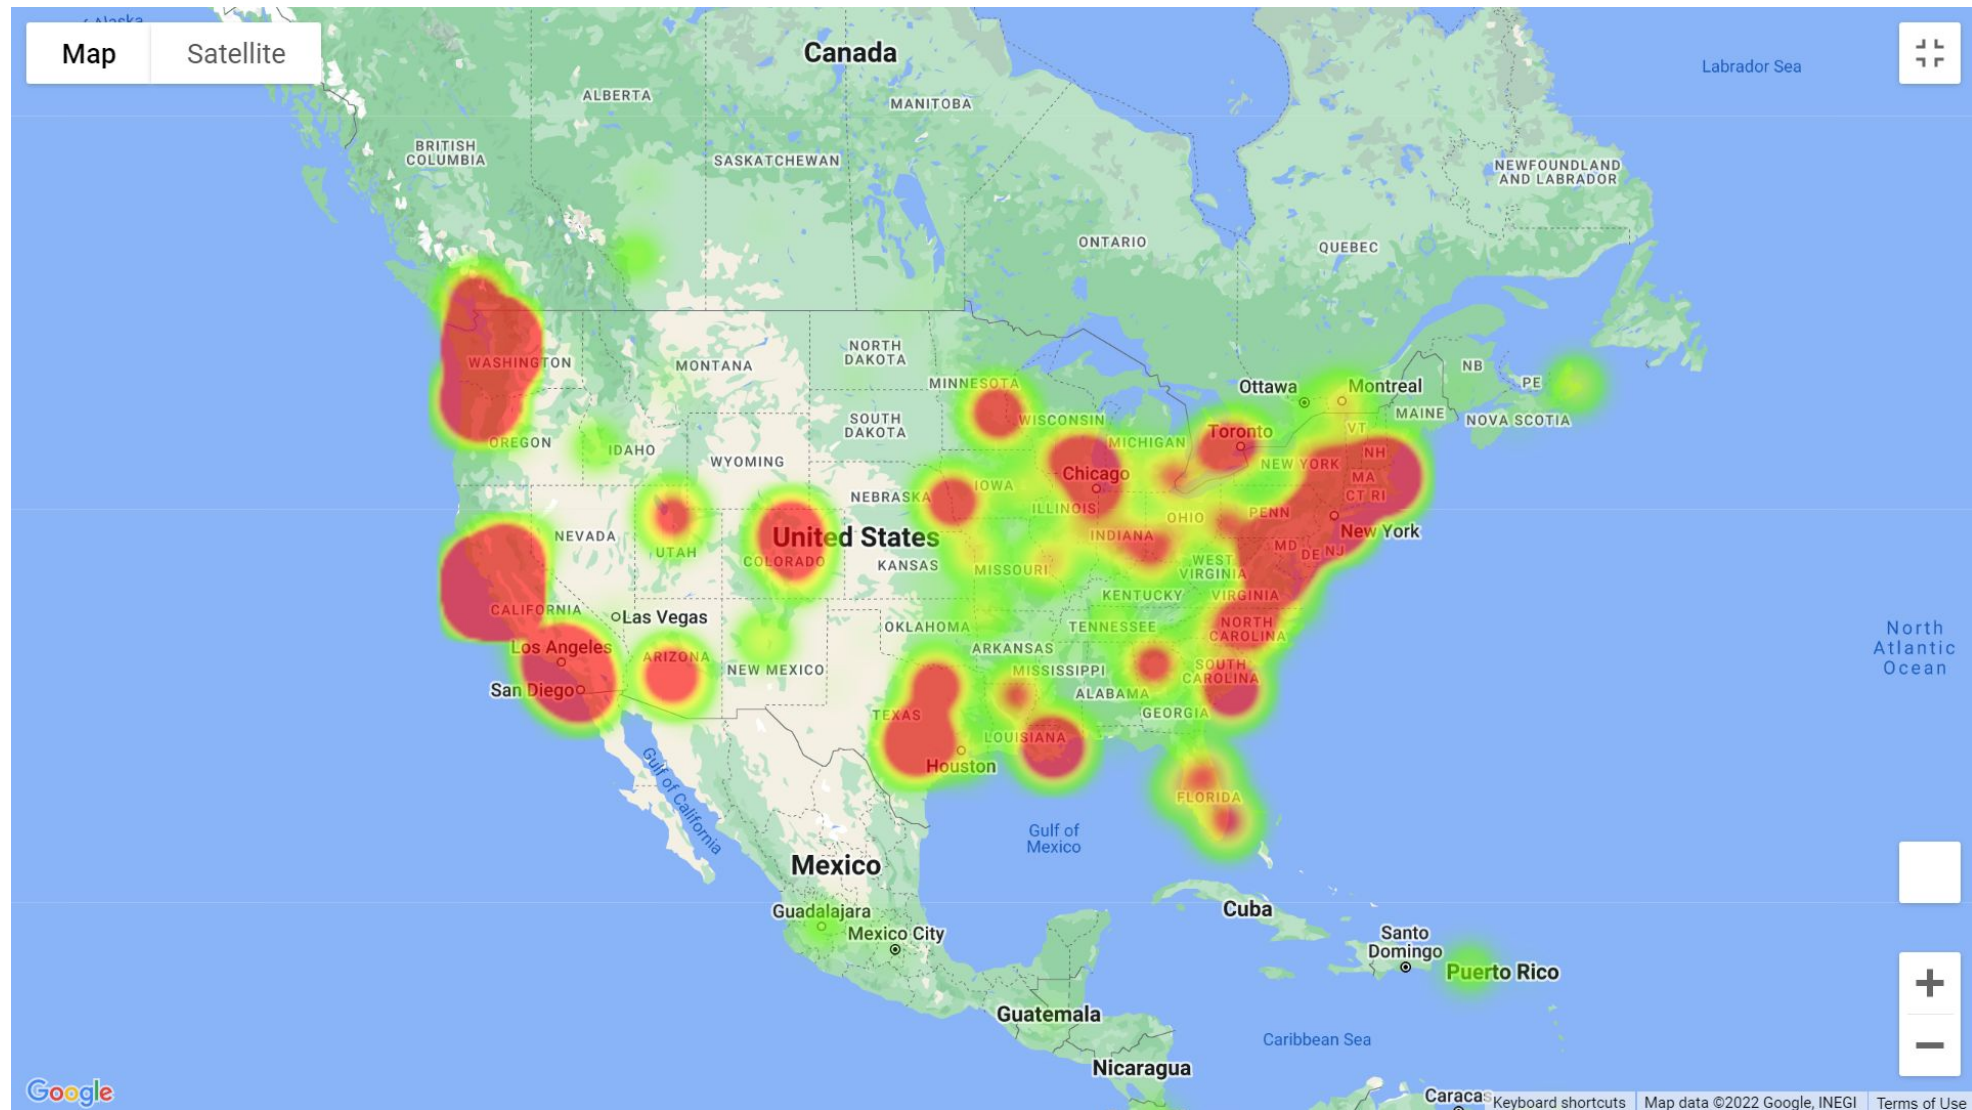 Alaska
Map
Satellite
Canada
Labrador Sea
ALBERTA
MANITOBA
BRITISH
COLUMBIA
SASKATCHEWAN
NEWFOUNDLAND
AND LABRADOR
ONTARIO
QUEBEC
WASHINGTON
MONTANA
NORTH
DAKOTA
MINNESOTA
Ottawa
Montreal
NB
PE
MAINE
NOVA SCOTIA
OREGON
IDAHO
SOUTH
DAKOTA
WISCONSIN
MICHIGAN
Toronto
VT
NH
WYOMING
Chicago
NEW YORK
MA
CT RI
NEBRASKA
IOWA
ILLINOIS
OHIO
PENN
New York
NEVADA
UTAH
United States
COLORADO
KANSAS
MISSOURI
INDIANA
WEST
VIRGINIA
MD
DE
NJ
CALIFORNIA
Las Vegas
KENTUCKY
VIRGINIA
OKLAHOMA
TENNESSEE
NORTH
CAROLINA
Los Angeles
ARIZONA
NEW MEXICO
ARKANSAS
MISSISSIPPI
SOUTH
CAROLINA
San Diego
ALABAMA
TEXAS
GEORGIA
LOUISIANA
Houston
North
Atlantic
Ocean
Gulf of California
FLORIDA
Gulf of
Mexico
Mexico
Guadalajara
Mexico City
Cuba
Santo
Domingo
Puerto Rico
Guatemala
Caribbean Sea
Nicaragua
Caracas
Google
Keyboard shortcuts
Map data ©2022 Google, INEGI
Terms of Use